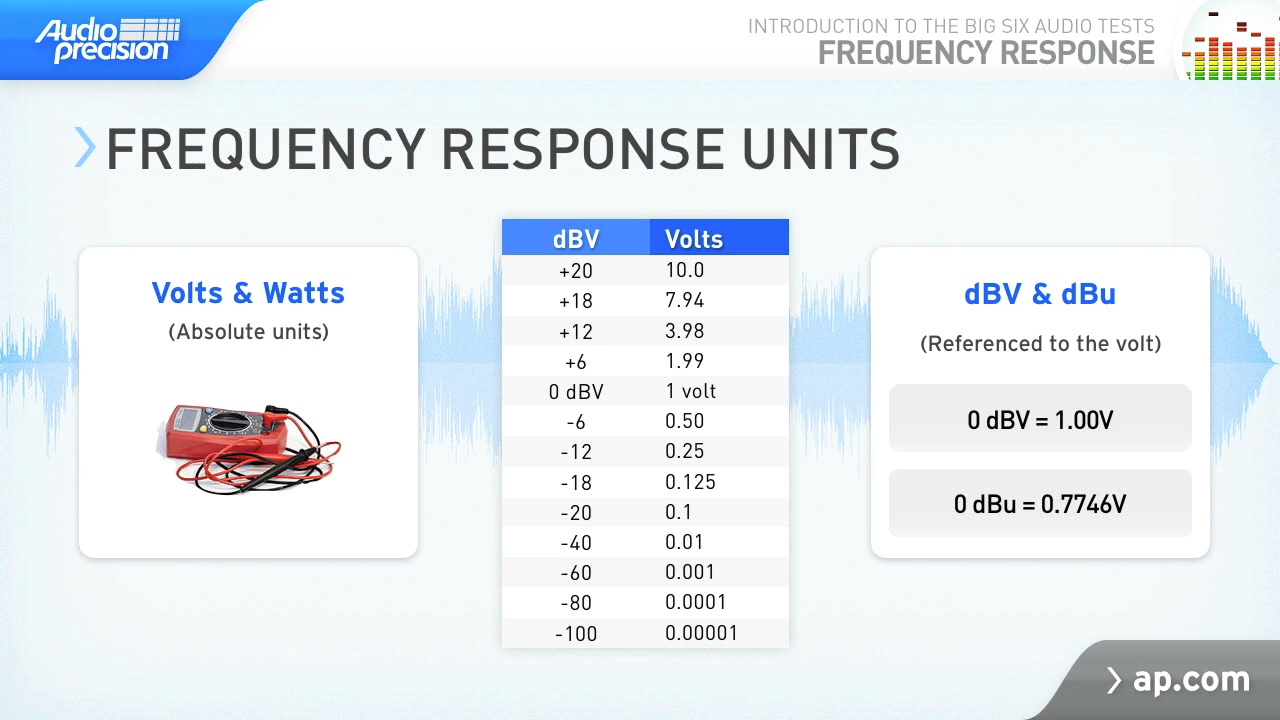 Audio
precision
INTRODUCTION TO THE BIG SIX AUDIO TESTS
FREQUENCY RESPONSE
FREQUENCY RESPONSE UNITS
Volts & Watts
(Absolute units)
dBV Volts
+20 10.0
+18 7.94
+12 3.98
+6 1.99
0 dBV 1 volt
-6 0.50
-12 0.25
-18 0.125
-20 0.1
-40 0.01
-60 0.001
-80 0.0001
-100 0.00001
dBV & dBu
(Referenced to the volt)
0 dBV = 1.00V
0 dBu = 0.7746V
ap.com